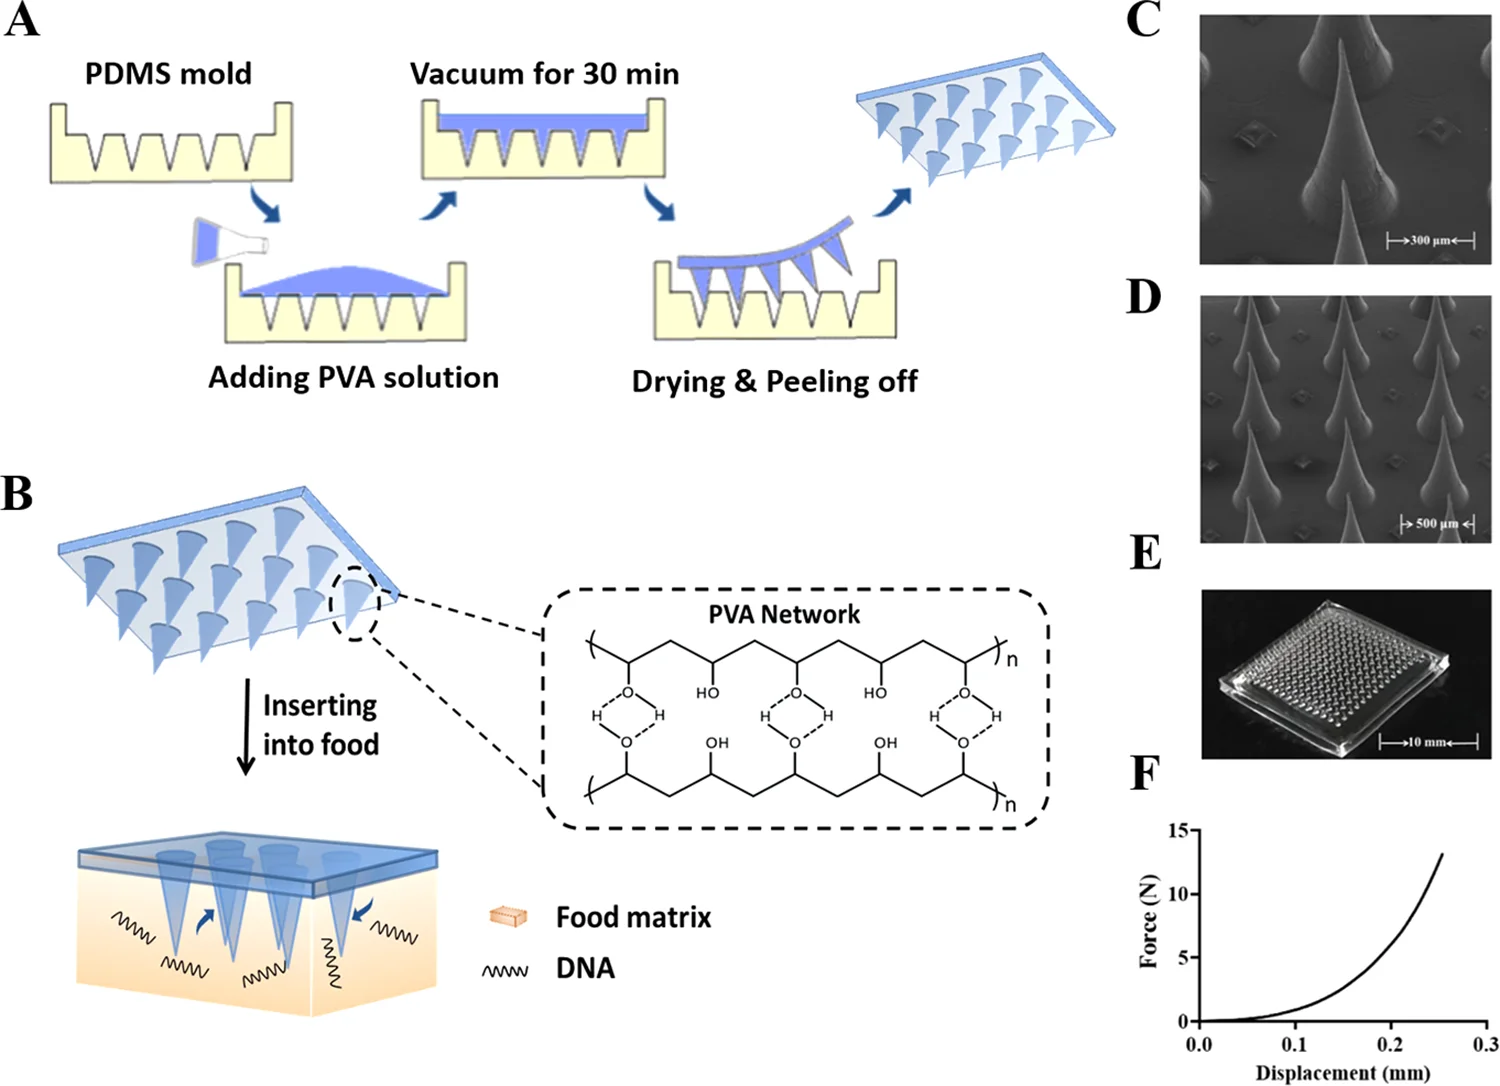 A
PDMS mold
Vacuum for 30 min
Adding PVA solution
Drying & Peeling off
B
Inserting
into food
PVA Network
n
O HO O HO O
H H H H H H
O OH O OH O
n
Food matrix
DNA
C
300 μm
D
500 μm
E
10 mm
F
Force (N)
15
10
5
0
0.0 0.1 0.2 0.3
Displacement (mm)